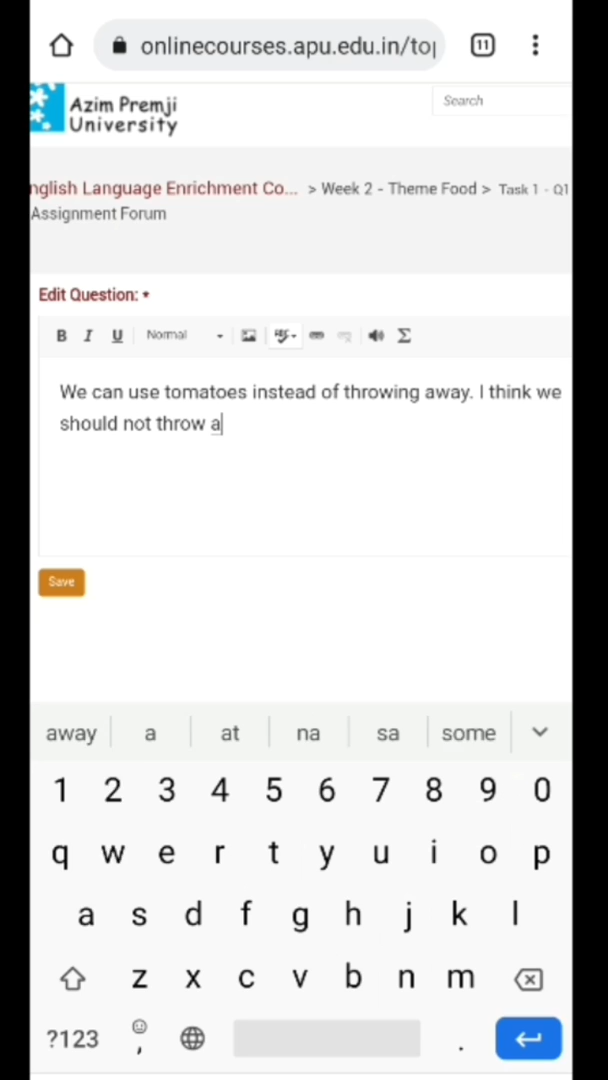 onlinecourses.apu.edu.in/to
11
Azim Premji
University
Search
nglish Language Enrichment Co... > Week 2 - Theme Food > Task 1 - Q1
Assignment Forum
Edit Question: *
B I U Normal Σ
We can use tomatoes instead of throwing away. I think we
should not throw a
Save
away a at na sa some
1 2 3 4 5 6 7 8 9 0
q w e r t y u i o p
a s d f g h j k l
z x c v b n m
?123 , .